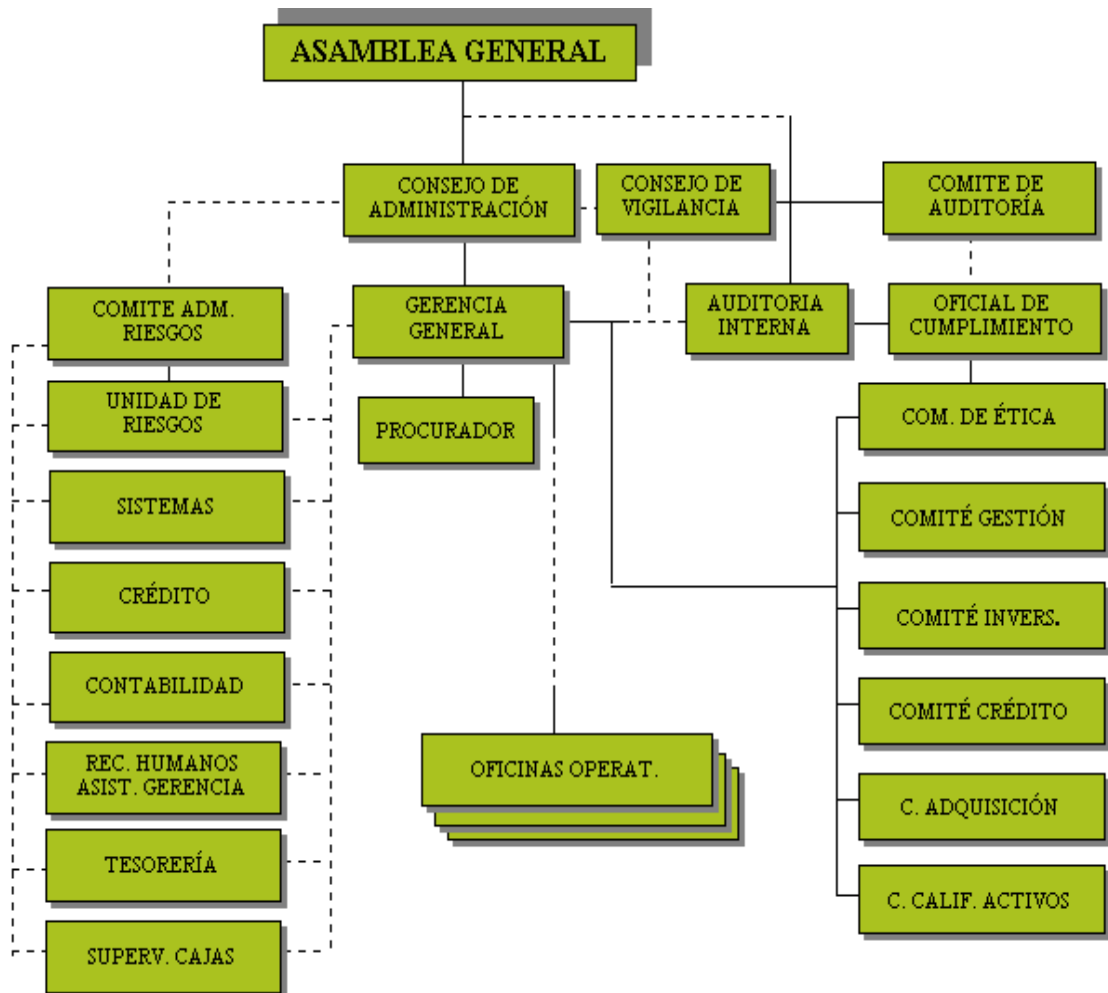 ASAMBLEA GENERAL
CONSEJO DE
ADMINISTRACIÓN
CONSEJO DE
VIGILANCIA
COMITE DE
AUDITORÍA
COMITE ADM.
RIESGOS
GERENCIA
GENERAL
AUDITORIA
INTERNA
OFICIAL DE
CUMPLIMIENTO
UNIDAD DE
RIESGOS
PROCURADOR
COM. DE ÉTICA
SISTEMAS
COMITÉ GESTIÓN
CRÉDITO
COMITÉ INVERS.
CONTABILIDAD
COMITÉ CRÉDITO
REC. HUMANOS
ASIST. GERENCIA
OFICINAS OPERAT.
C. ADQUISICIÓN
TESORERÍA
C. CALIF. ACTIVOS
SUPERV. CAJAS